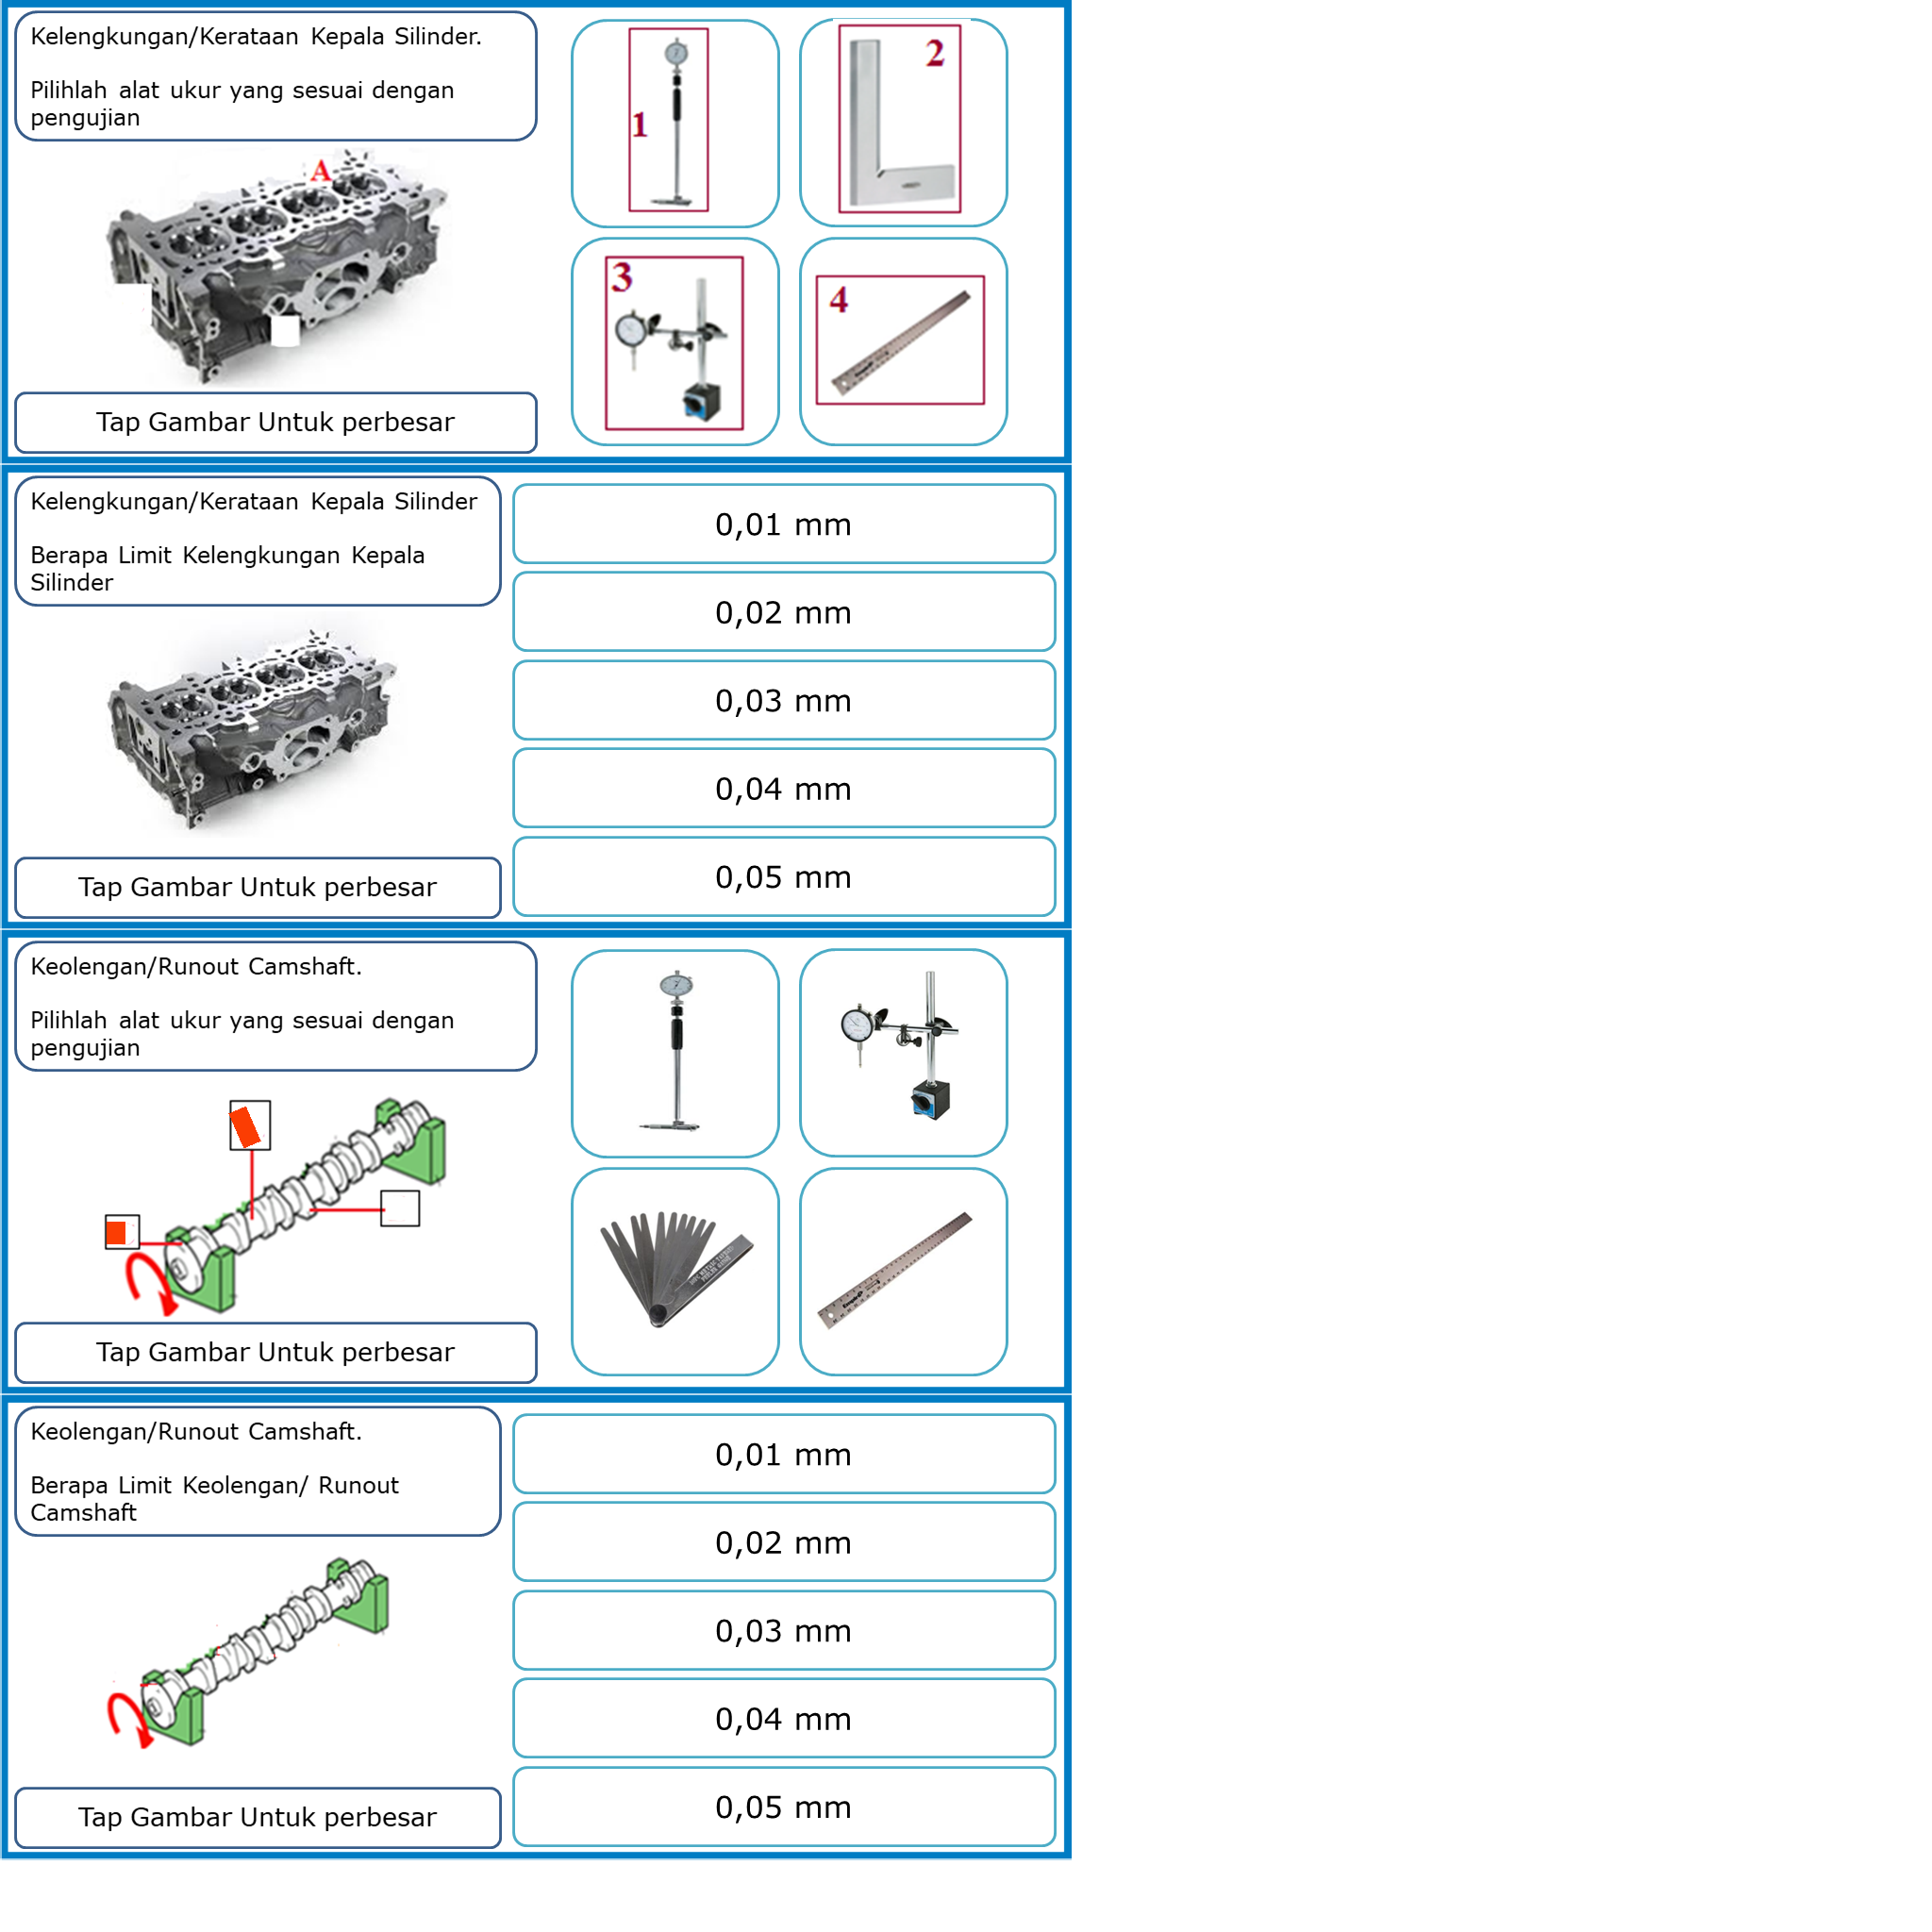 Kelengkungan/Kerataan Kepala Silinder.
Pilihlah alat ukur yang sesuai dengan
pengujian
A
Tap Gambar Untuk perbesar
1
2
3
4
Kelengkungan/Kerataan Kepala Silinder
Berapa Limit Kelengkungan Kepala
Silinder
Tap Gambar Untuk perbesar
0,01 mm
0,02 mm
0,03 mm
0,04 mm
0,05 mm
Keolengan/Runout Camshaft.
Pilihlah alat ukur yang sesuai dengan
pengujian
Tap Gambar Untuk perbesar
Keolengan/Runout Camshaft.
Berapa Limit Keolengan/ Runout
Camshaft
Tap Gambar Untuk perbesar
0,01 mm
0,02 mm
0,03 mm
0,04 mm
0,05 mm